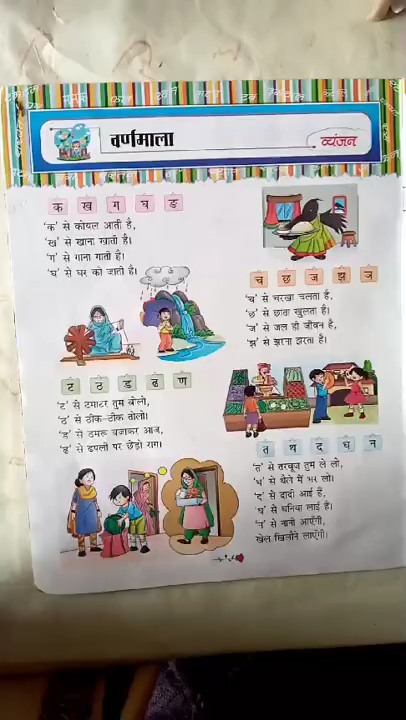 वर्णमाला
व्यंजन
क ख ग घ ङ
'क' से कोयल आती है,
'ख' से खाना खाती है।
'ग' से गाना गाती है।
'घ' से घर को जाती है।
च छ ज झ ञ
'च' से चरखा चलता है,
'छ' से छाता खुलता है।
'ज' से जल ही जीवन है,
'झ' से झरना झरता है।
ट ठ ड ढ ण
'ट' से टमाटर तुम बोलो,
'ठ' से ठीक-ठीक तोलो।
'ड' से डमरू बजाकर आज,
'ढ' से ढपली पर छेड़ो राग।
त थ द ध न
'त' से तरबूज तुम ले लो,
'थ' से थैले में भर लो।
'द' से दादी आई हैं,
'ध' से धनिया लाई हैं।
'न' से नानी आएँगी,
खेल खिलौने लाएँगी।